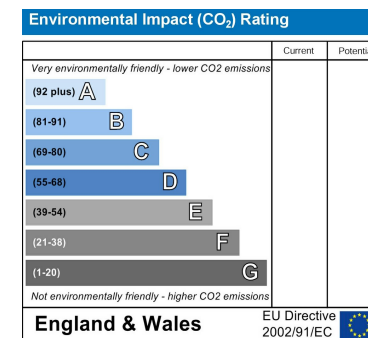 Environmental Impact (CO₂) Rating
Current Potentia
Very environmentally friendly - lower CO2 emissions
(92 plus) A
(81-91) B
(69-80) C
(55-68) D
(39-54) E
(21-38) F
(1-20) G
Not environmentally friendly - higher CO2 emissions
England & Wales
EU Directive
2002/91/EC